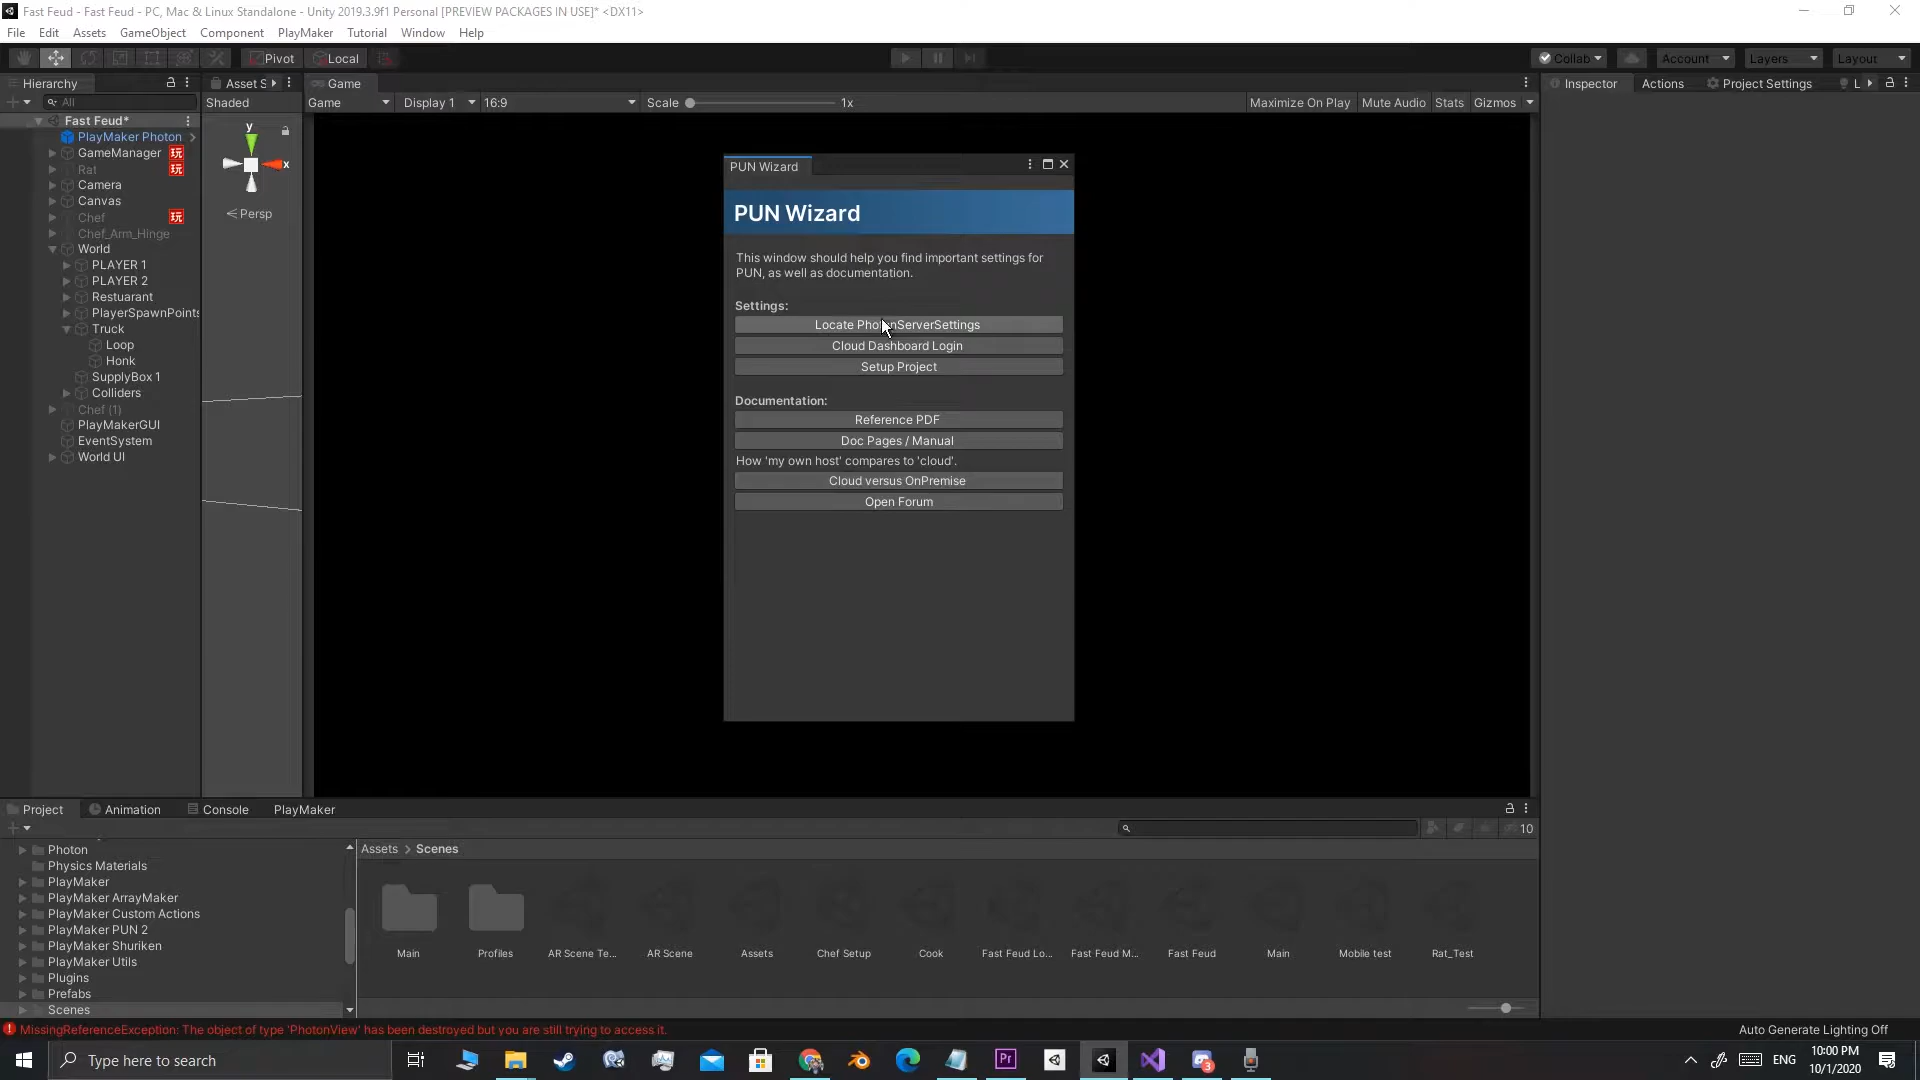 Fast Feud - Fast Feud - PC, Mac & Linux Standalone - Unity 2019.3.9f1 Personal [PREVIEW PACKAGES IN USE]* <DX11>
File Edit Assets GameObject Component PlayMaker Tutorial Window Help
Pivot Local Collab Account Layers Layout
Hierarchy Asset S Game Inspector Actions Project Settings L
All Shaded Game Display 1 16:9 Scale 1x Maximize On Play Mute Audio Stats Gizmos
Fast Feud*
PlayMaker Photon
GameManager 玩
Rat 玩
Camera
Canvas
Chef 玩
Chef_Arm_Hinge
World
PLAYER 1
PLAYER 2
Restuarant
PlayerSpawnPoints
Truck
Loop
Honk
SupplyBox 1
Colliders
Chef (1)
PlayMakerGUI
EventSystem
World UI
y
x
Persp
PUN Wizard
PUN Wizard
This window should help you find important settings for
PUN, as well as documentation.
Settings:
Locate PhotonServerSettings
Cloud Dashboard Login
Setup Project
Documentation:
Reference PDF
Doc Pages / Manual
How 'my own host' compares to 'cloud'.
Cloud versus OnPremise
Open Forum
Project Animation Console PlayMaker
10
Photon
Physics Materials
PlayMaker
PlayMaker ArrayMaker
PlayMaker Custom Actions
PlayMaker PUN 2
PlayMaker Shuriken
PlayMaker Utils
Plugins
Prefabs
Scenes
Assets > Scenes
Main Profiles AR Scene Te... AR Scene Assets Chef Setup Cook Fast Feud Lo... Fast Feud M... Fast Feud Main Mobile test Rat_Test
MissingReferenceException: The object of type 'PhotonView' has been destroyed but you are still trying to access it.
Auto Generate Lighting Off
Type here to search
Pr
3
ENG
10:00 PM
10/1/2020